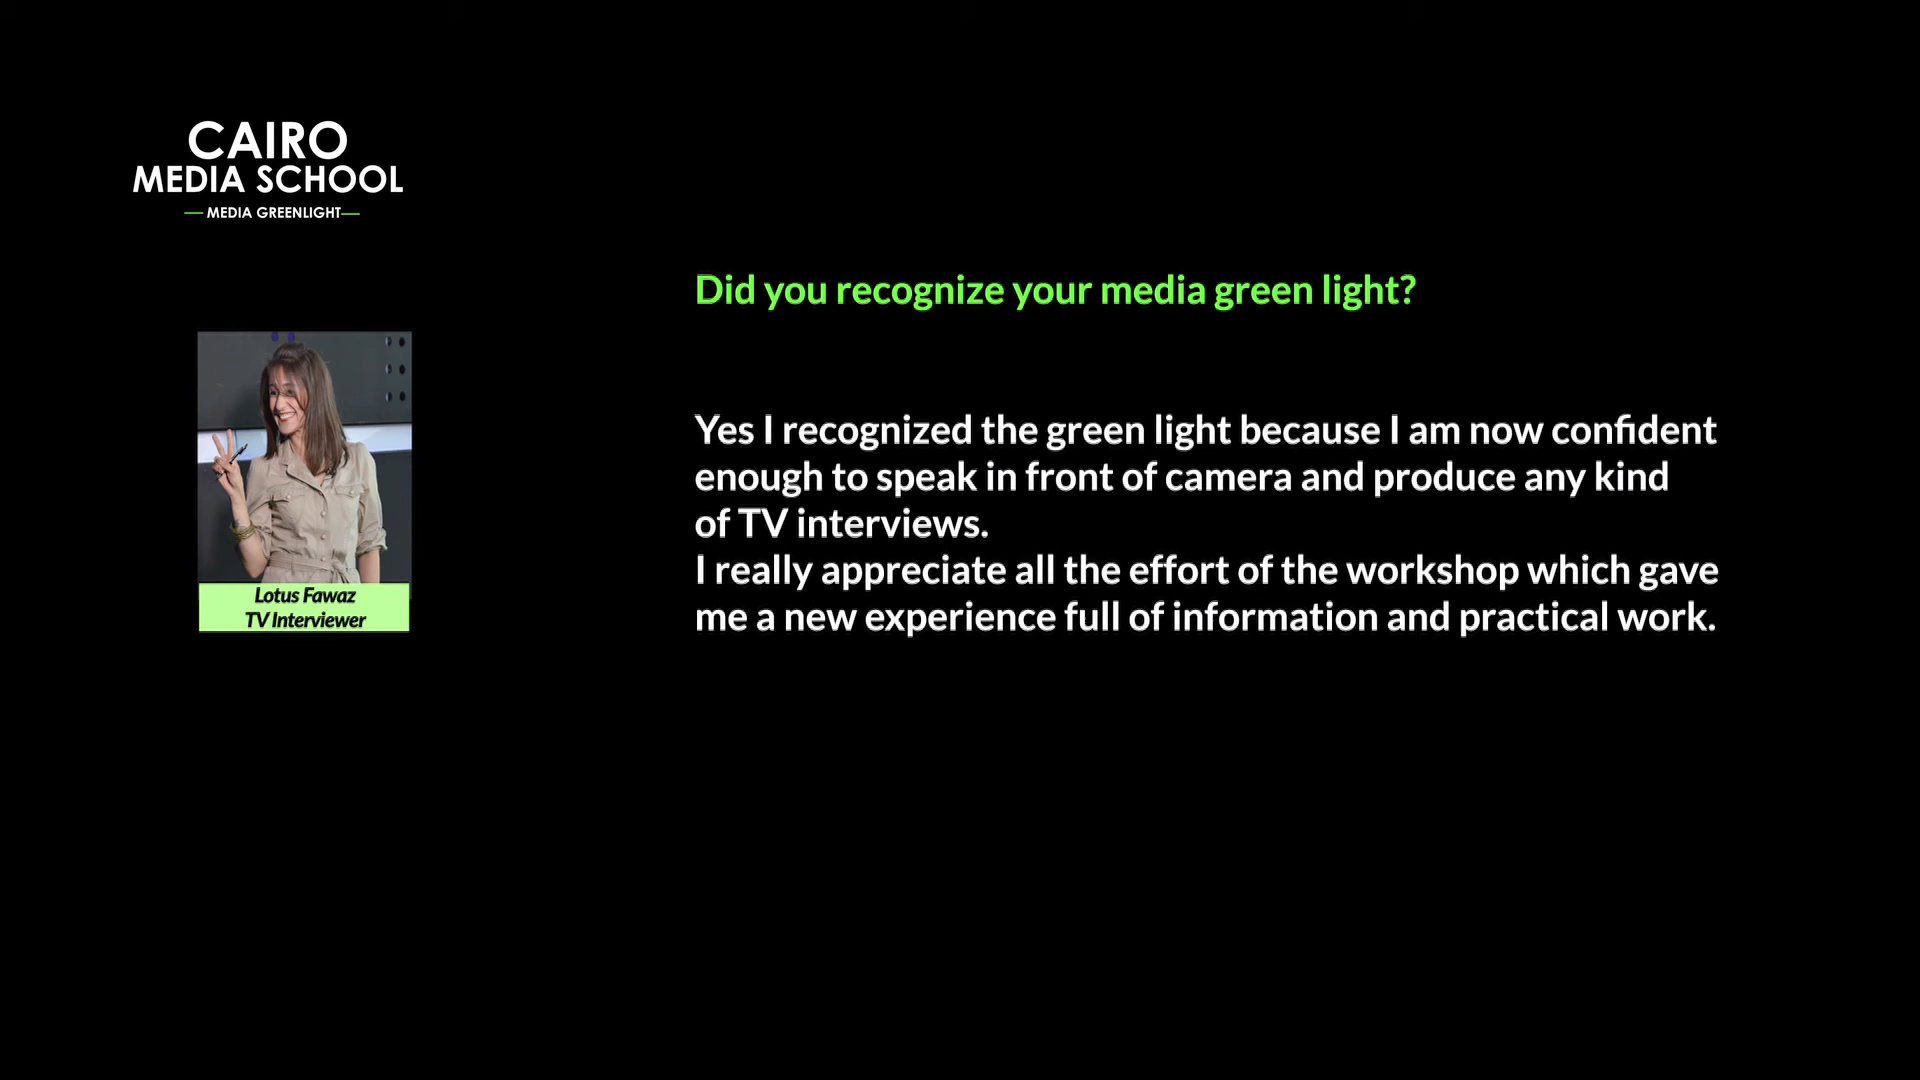 CAIRO
MEDIA SCHOOL
MEDIA GREENLIGHT
Did you recognize your media green light?
Yes I recognized the green light because I am now confident
enough to speak in front of camera and produce any kind
of TV interviews.
I really appreciate all the effort of the workshop which gave
me a new experience full of information and practical work.
Lotus Fawaz
TV Interviewer